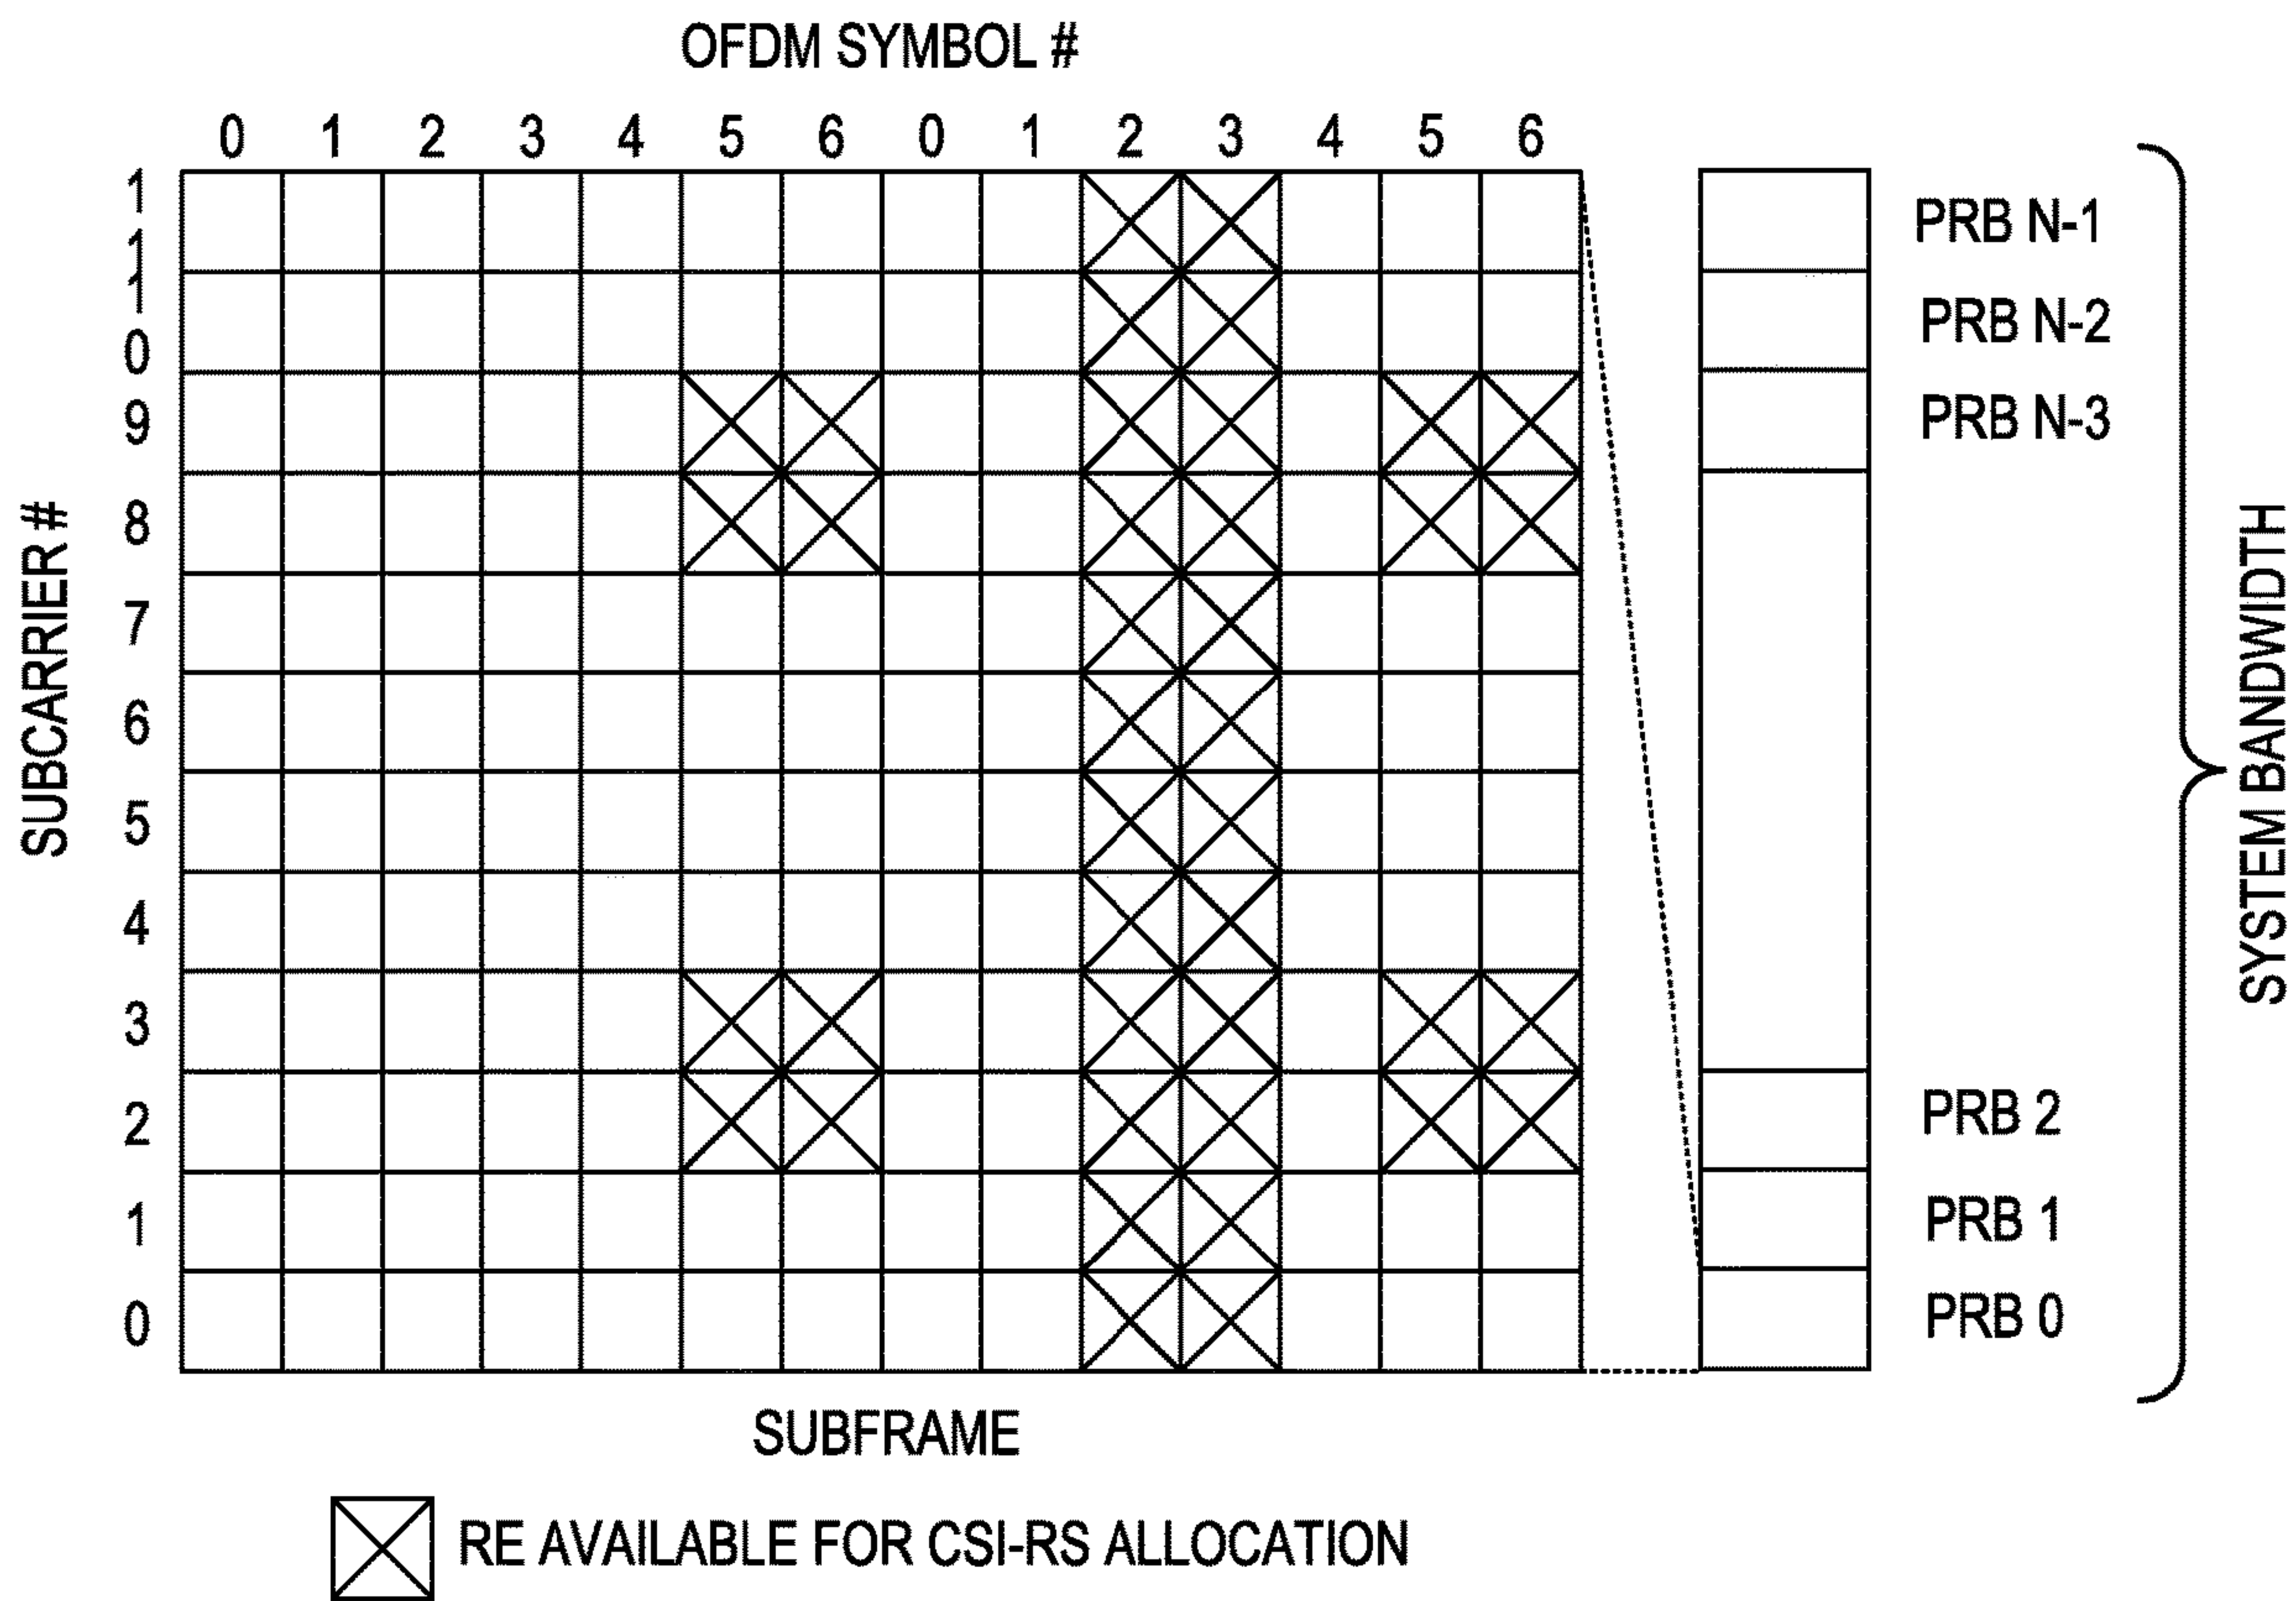 OFDM SYMBOL #
0 1 2 3 4 5 6 0 1 2 3 4 5 6
SUBCARRIER #
1
1
1
0
9
8
7
6
5
4
3
2
1
0
SUBFRAME
PRB N-1
PRB N-2
PRB N-3
PRB 2
PRB 1
PRB 0
SYSTEM BANDWIDTH
RE AVAILABLE FOR CSI-RS ALLOCATION